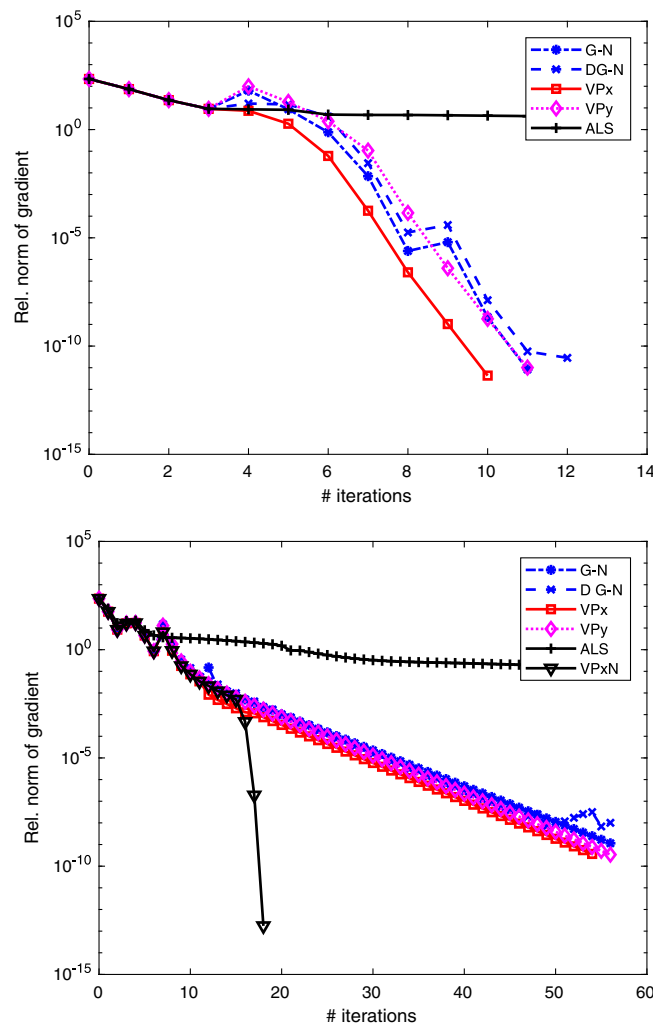 10^5
10^0
10^-5
10^-10
10^-15
Rel. norm of gradient
0 2 4 6 8 10 12 14
# iterations
G-N
DG-N
VPx
VPy
ALS
10^5
10^0
10^-5
10^-10
10^-15
Rel. norm of gradient
0 10 20 30 40 50 60
# iterations
G-N
D G-N
VPx
VPy
ALS
VPxN